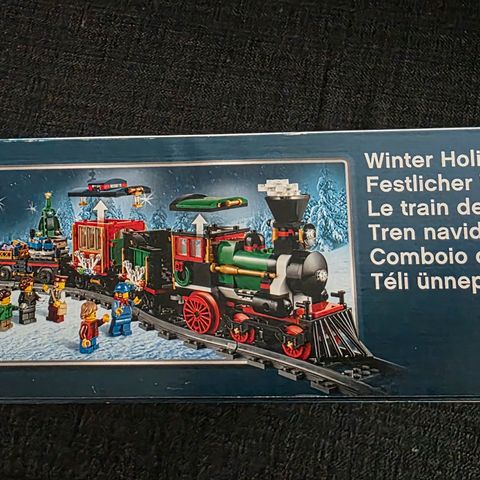 Winter Holi
Festlicher
Le train de
Tren navid
Comboio
Téli ünnep